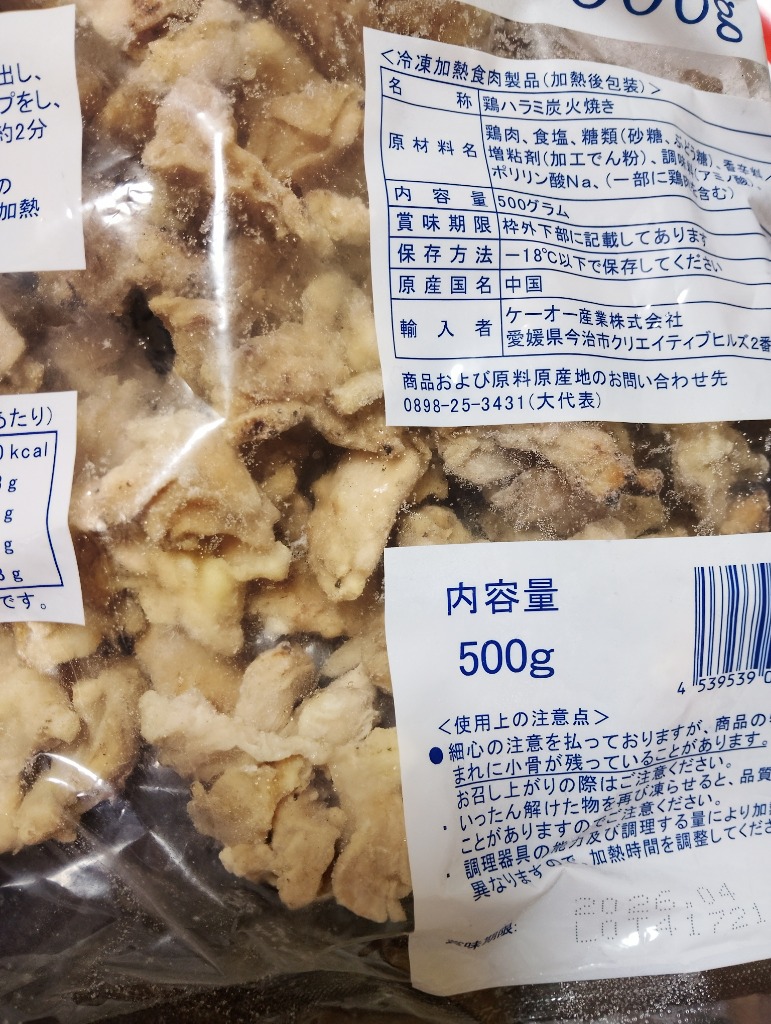 500g
出し、
プをし、
約2分
の
加熱
<冷凍加熱食肉製品(加熱後包装)>
名 称 鶏ハラミ炭火焼き
原材料名 鶏肉、食塩、糖類(砂糖、ぶどう糖)、香辛料
増粘剤(加工でん粉)、調味料(アミノ酸)、
ポリリン酸Na、(一部に鶏肉を含む)
内容量 500グラム
賞味期限 枠外下部に記載してあります
保存方法 −18℃以下で保存してください
原産国名 中国
輸入者 ケーオー産業株式会社
愛媛県今治市クリエイティブヒルズ2番
商品および原料原産地のお問い合わせ先
0898-25-3431(大代表)
あたり)
kcal
g
g
g
g
です。
内容量
500g
4 539539
<使用上の注意点>
●細心の注意を払っておりますが、商品の
まれに小骨が残っていることがあります。
お召し上がりの際はご注意ください。
・いったん解けた物を再び凍らせると、品質
ことがありますのでご注意ください。
・調理器具の能力及び調理する量により加
異なりますので、加熱時間を調整してくださ
賞味期限:
2026.04
LOT41721